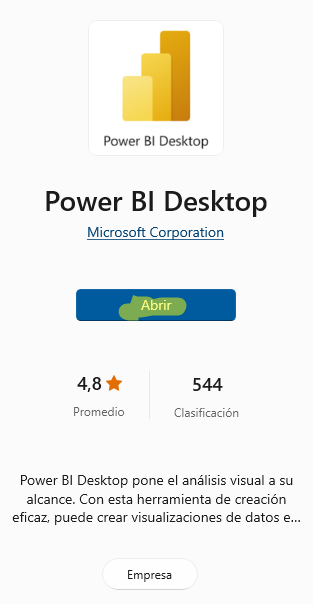 Power BI Desktop
Power BI Desktop
Microsoft Corporation
Abrir
4,8
544
Promedio
Clasificación
Power BI Desktop pone el análisis visual a su
alcance. Con esta herramienta de creación
eficaz, puede crear visualizaciones de datos e...
Empresa